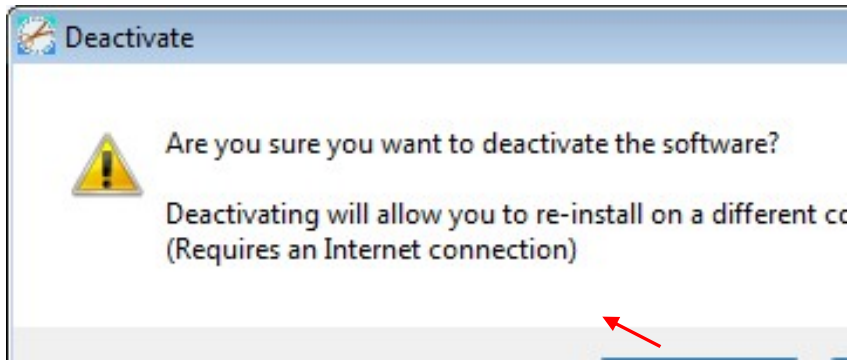 Deactivate
Are you sure you want to deactivate the software?
Deactivating will allow you to re-install on a different
(Requires an Internet connection)